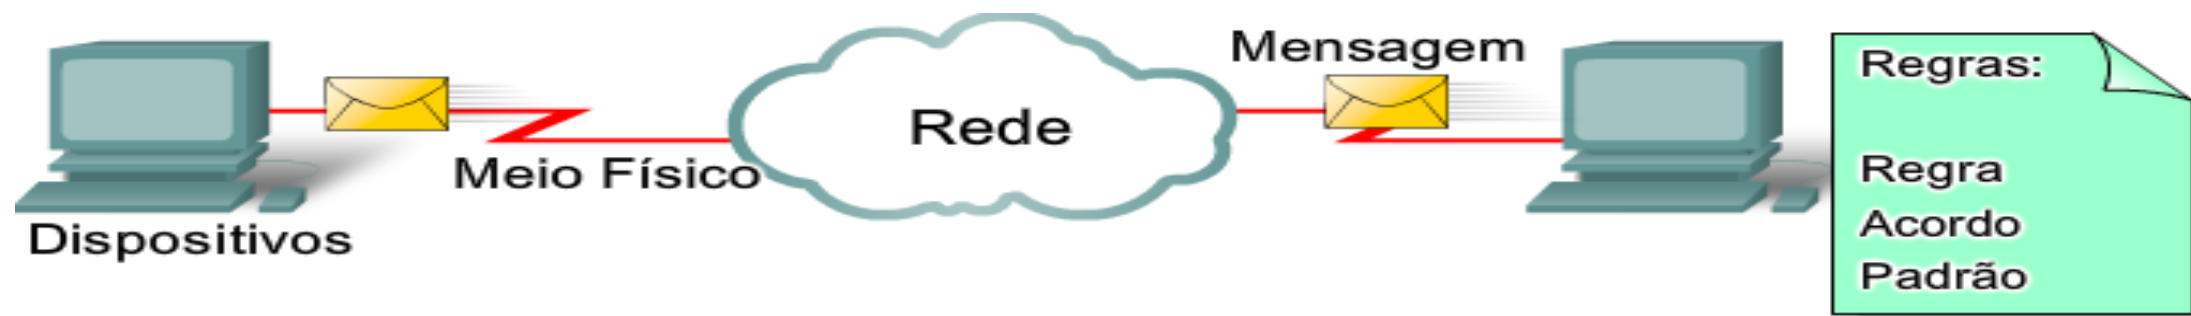 Dispositivos
Meio Físico
Rede
Mensagem
Regras:
Regra
Acordo
Padrão